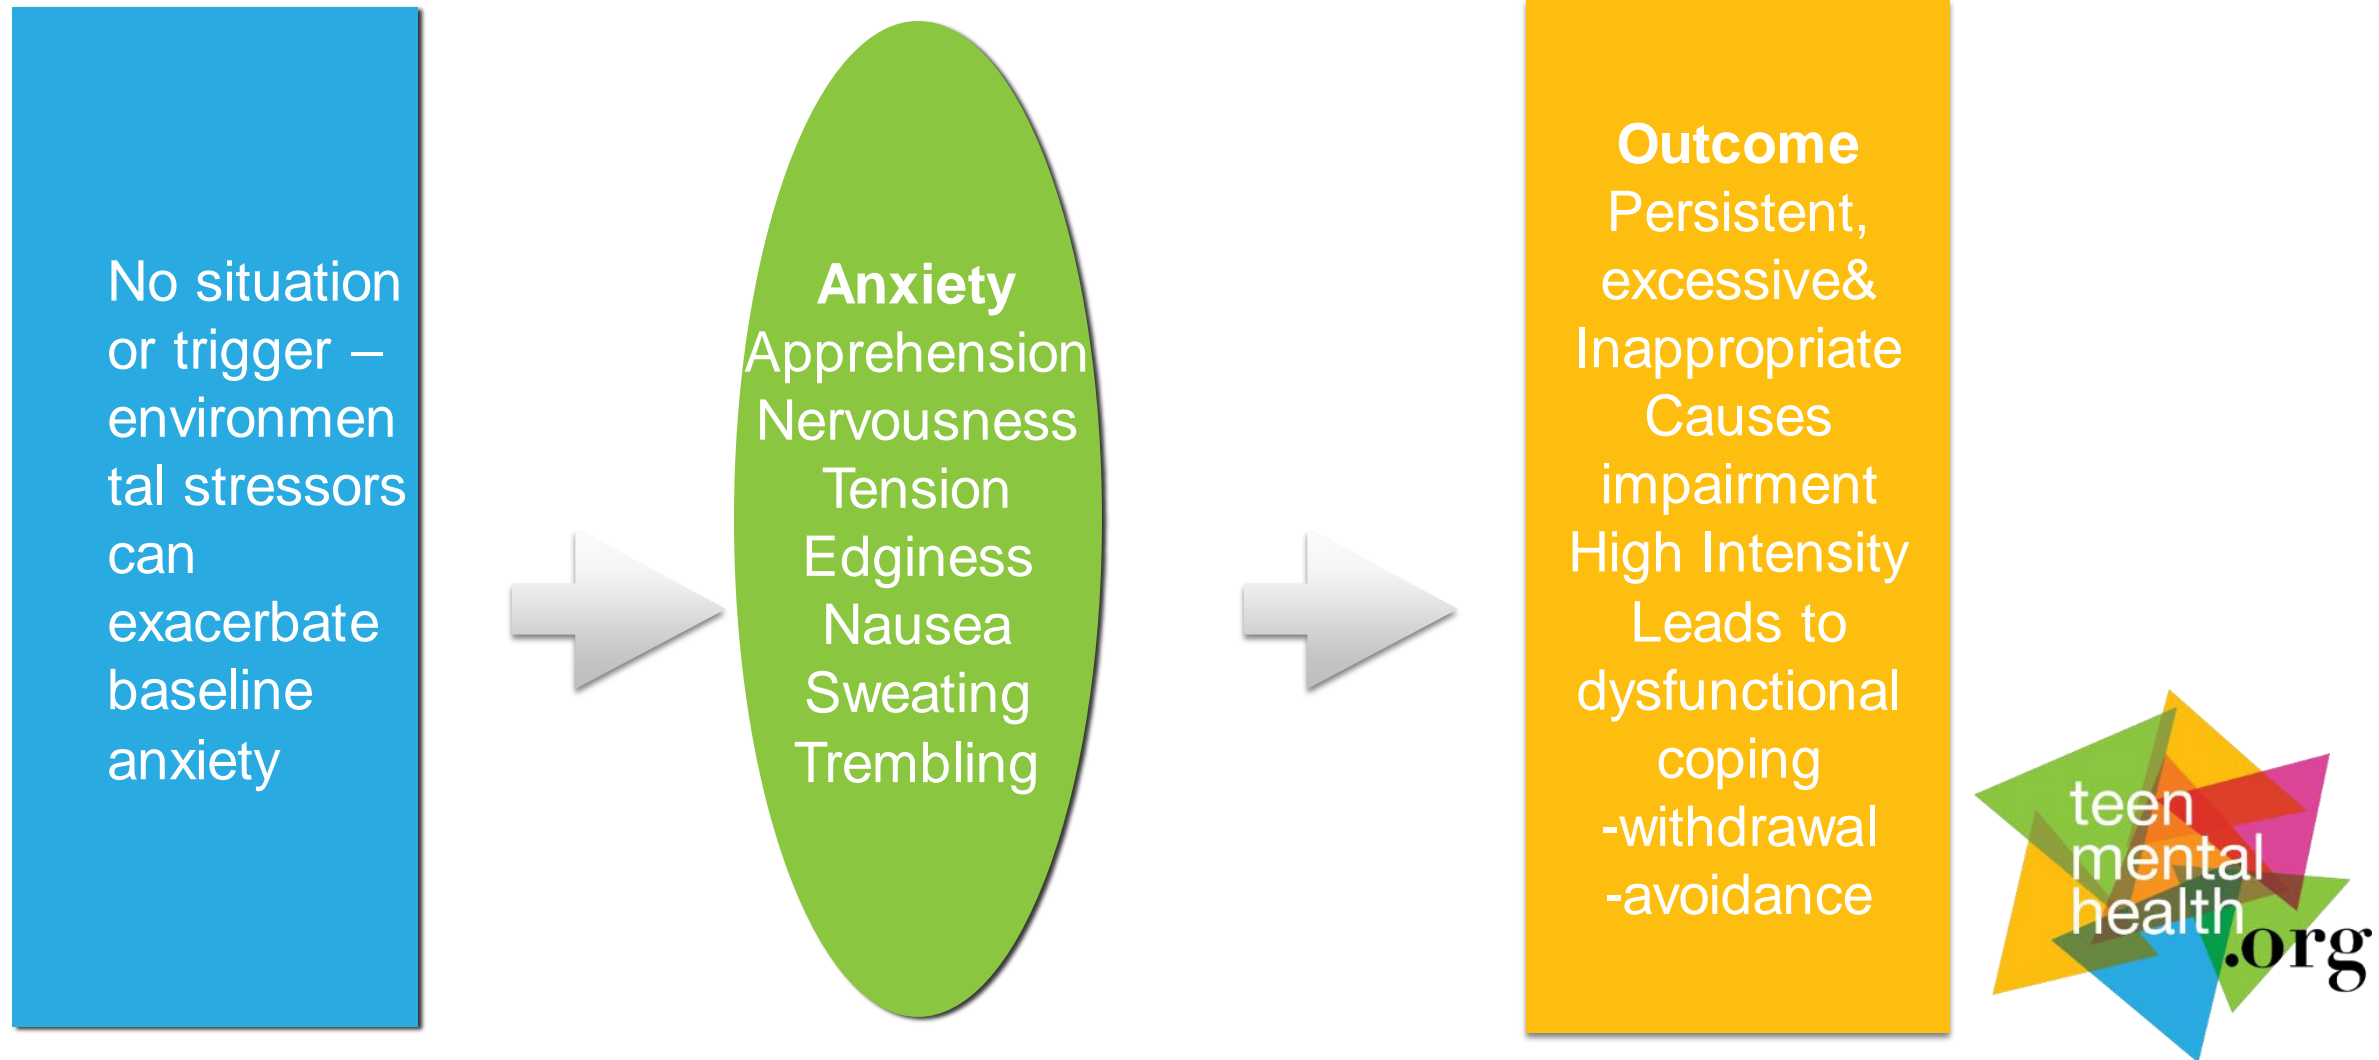 No situation
or trigger –
environmen
tal stressors
can
exacerbate
baseline
anxiety
Anxiety
Apprehension
Nervousness
Tension
Edginess
Nausea
Sweating
Trembling
Outcome
Persistent,
excessive&
Inappropriate
Causes
impairment
High Intensity
Leads to
dysfunctional
coping
-withdrawal
-avoidance
teen
mental
health
.org